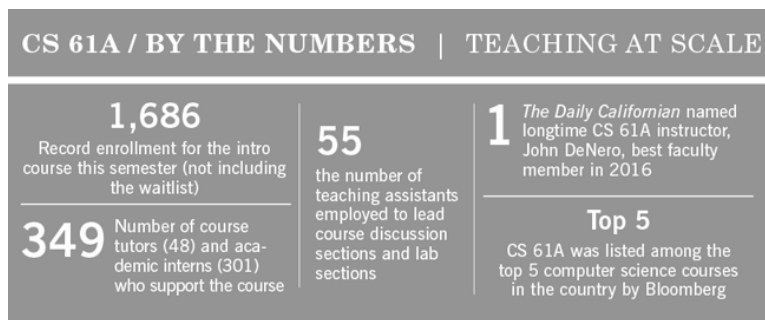 CS 61A / BY THE NUMBERS | TEACHING AT SCALE
1,686
Record enrollment for the intro
course this semester (not including
the waitlist)
349
Number of course
tutors (48) and aca-
demic interns (301)
who support the course
55
the number of
teaching assistants
employed to lead
course discussion
sections and lab
sections
1
The Daily Californian named
longtime CS 61A instructor,
John DeNero, best faculty
member in 2016
Top 5
CS 61A was listed among the
top 5 computer science courses
in the country by Bloomberg